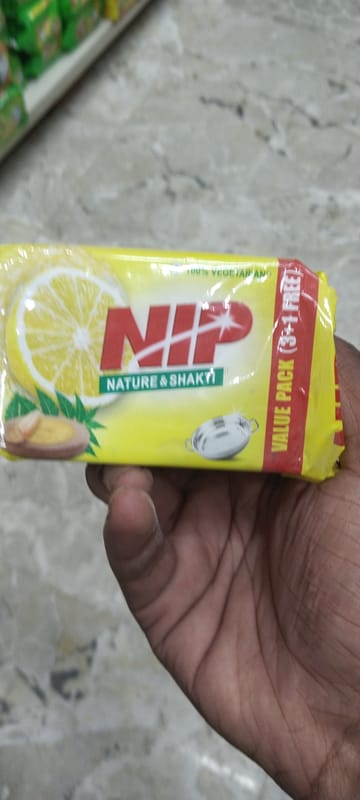 100% VEGETARIAN
NIP
NATURE & SHAKTI
VALUE PACK (3+1 FREE)